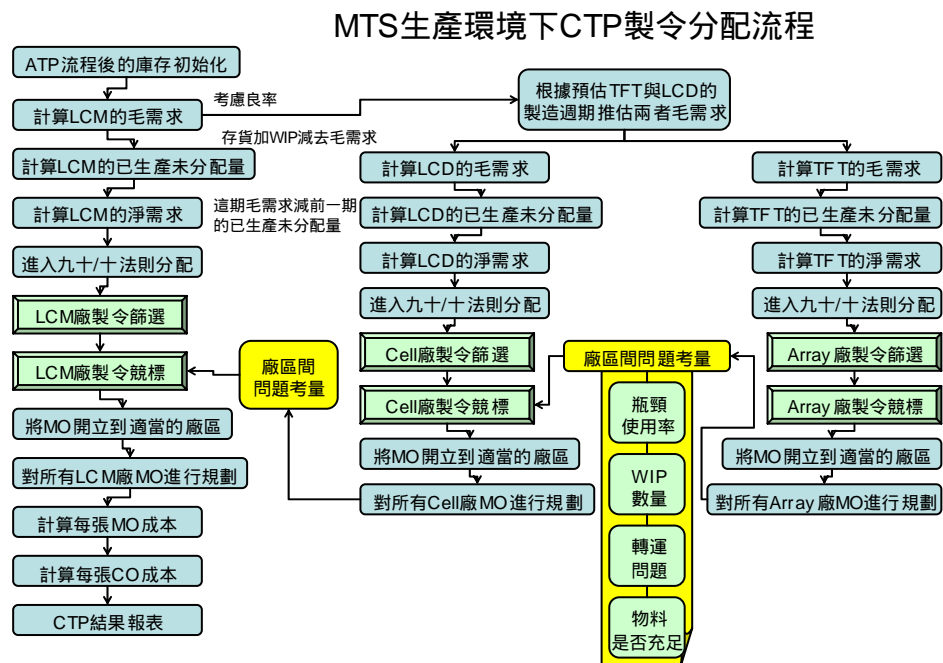 MTS生產環境下CTP製令分配流程
ATP流程後的庫存初始化
計算LCM的毛需求
考慮良率
存貨加WIP減去毛需求
計算LCM的已生產未分配量
計算LCM的淨需求
這期毛需求減前一期
的已生產未分配量
進入九十/十法則分配
LCM廠製令篩選
LCM廠製令競標
將MO開立到適當的廠區
對所有LCM廠MO進行規劃
計算每張MO成本
計算每張CO成本
CTP結果報表
廠區間
問題考量
根據預估TFT與LCD的
製造週期推估兩者毛需求
計算LCD的毛需求
計算LCD的已生產未分配量
計算LCD的淨需求
進入九十/十法則分配
Cell廠製令篩選
Cell廠製令競標
將MO開立到適當的廠區
對所有Cell廠MO進行規劃
廠區間問題考量
瓶頸
使用率
WIP
數量
轉運
問題
物料
是否充足
計算TFT的毛需求
計算TFT的已生產未分配量
計算TFT的淨需求
進入九十/十法則分配
Array廠製令篩選
Array廠製令競標
將MO開立到適當的廠區
對所有Array廠MO進行規劃